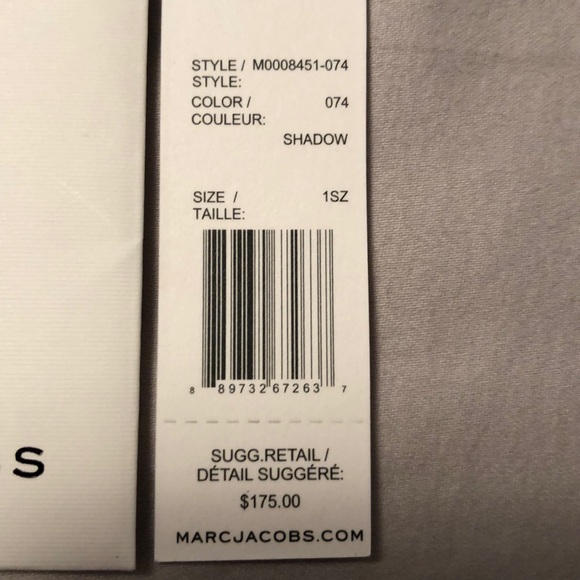 STYLE / M0008451-074
STYLE:
COLOR / 074
COULEUR:
SHADOW
SIZE / 1SZ
TAILLE:
8 89732 67263 7
SUGG.RETAIL /
DÉTAIL SUGGÉRÉ:
$175.00
MARCJACOBS.COM
S